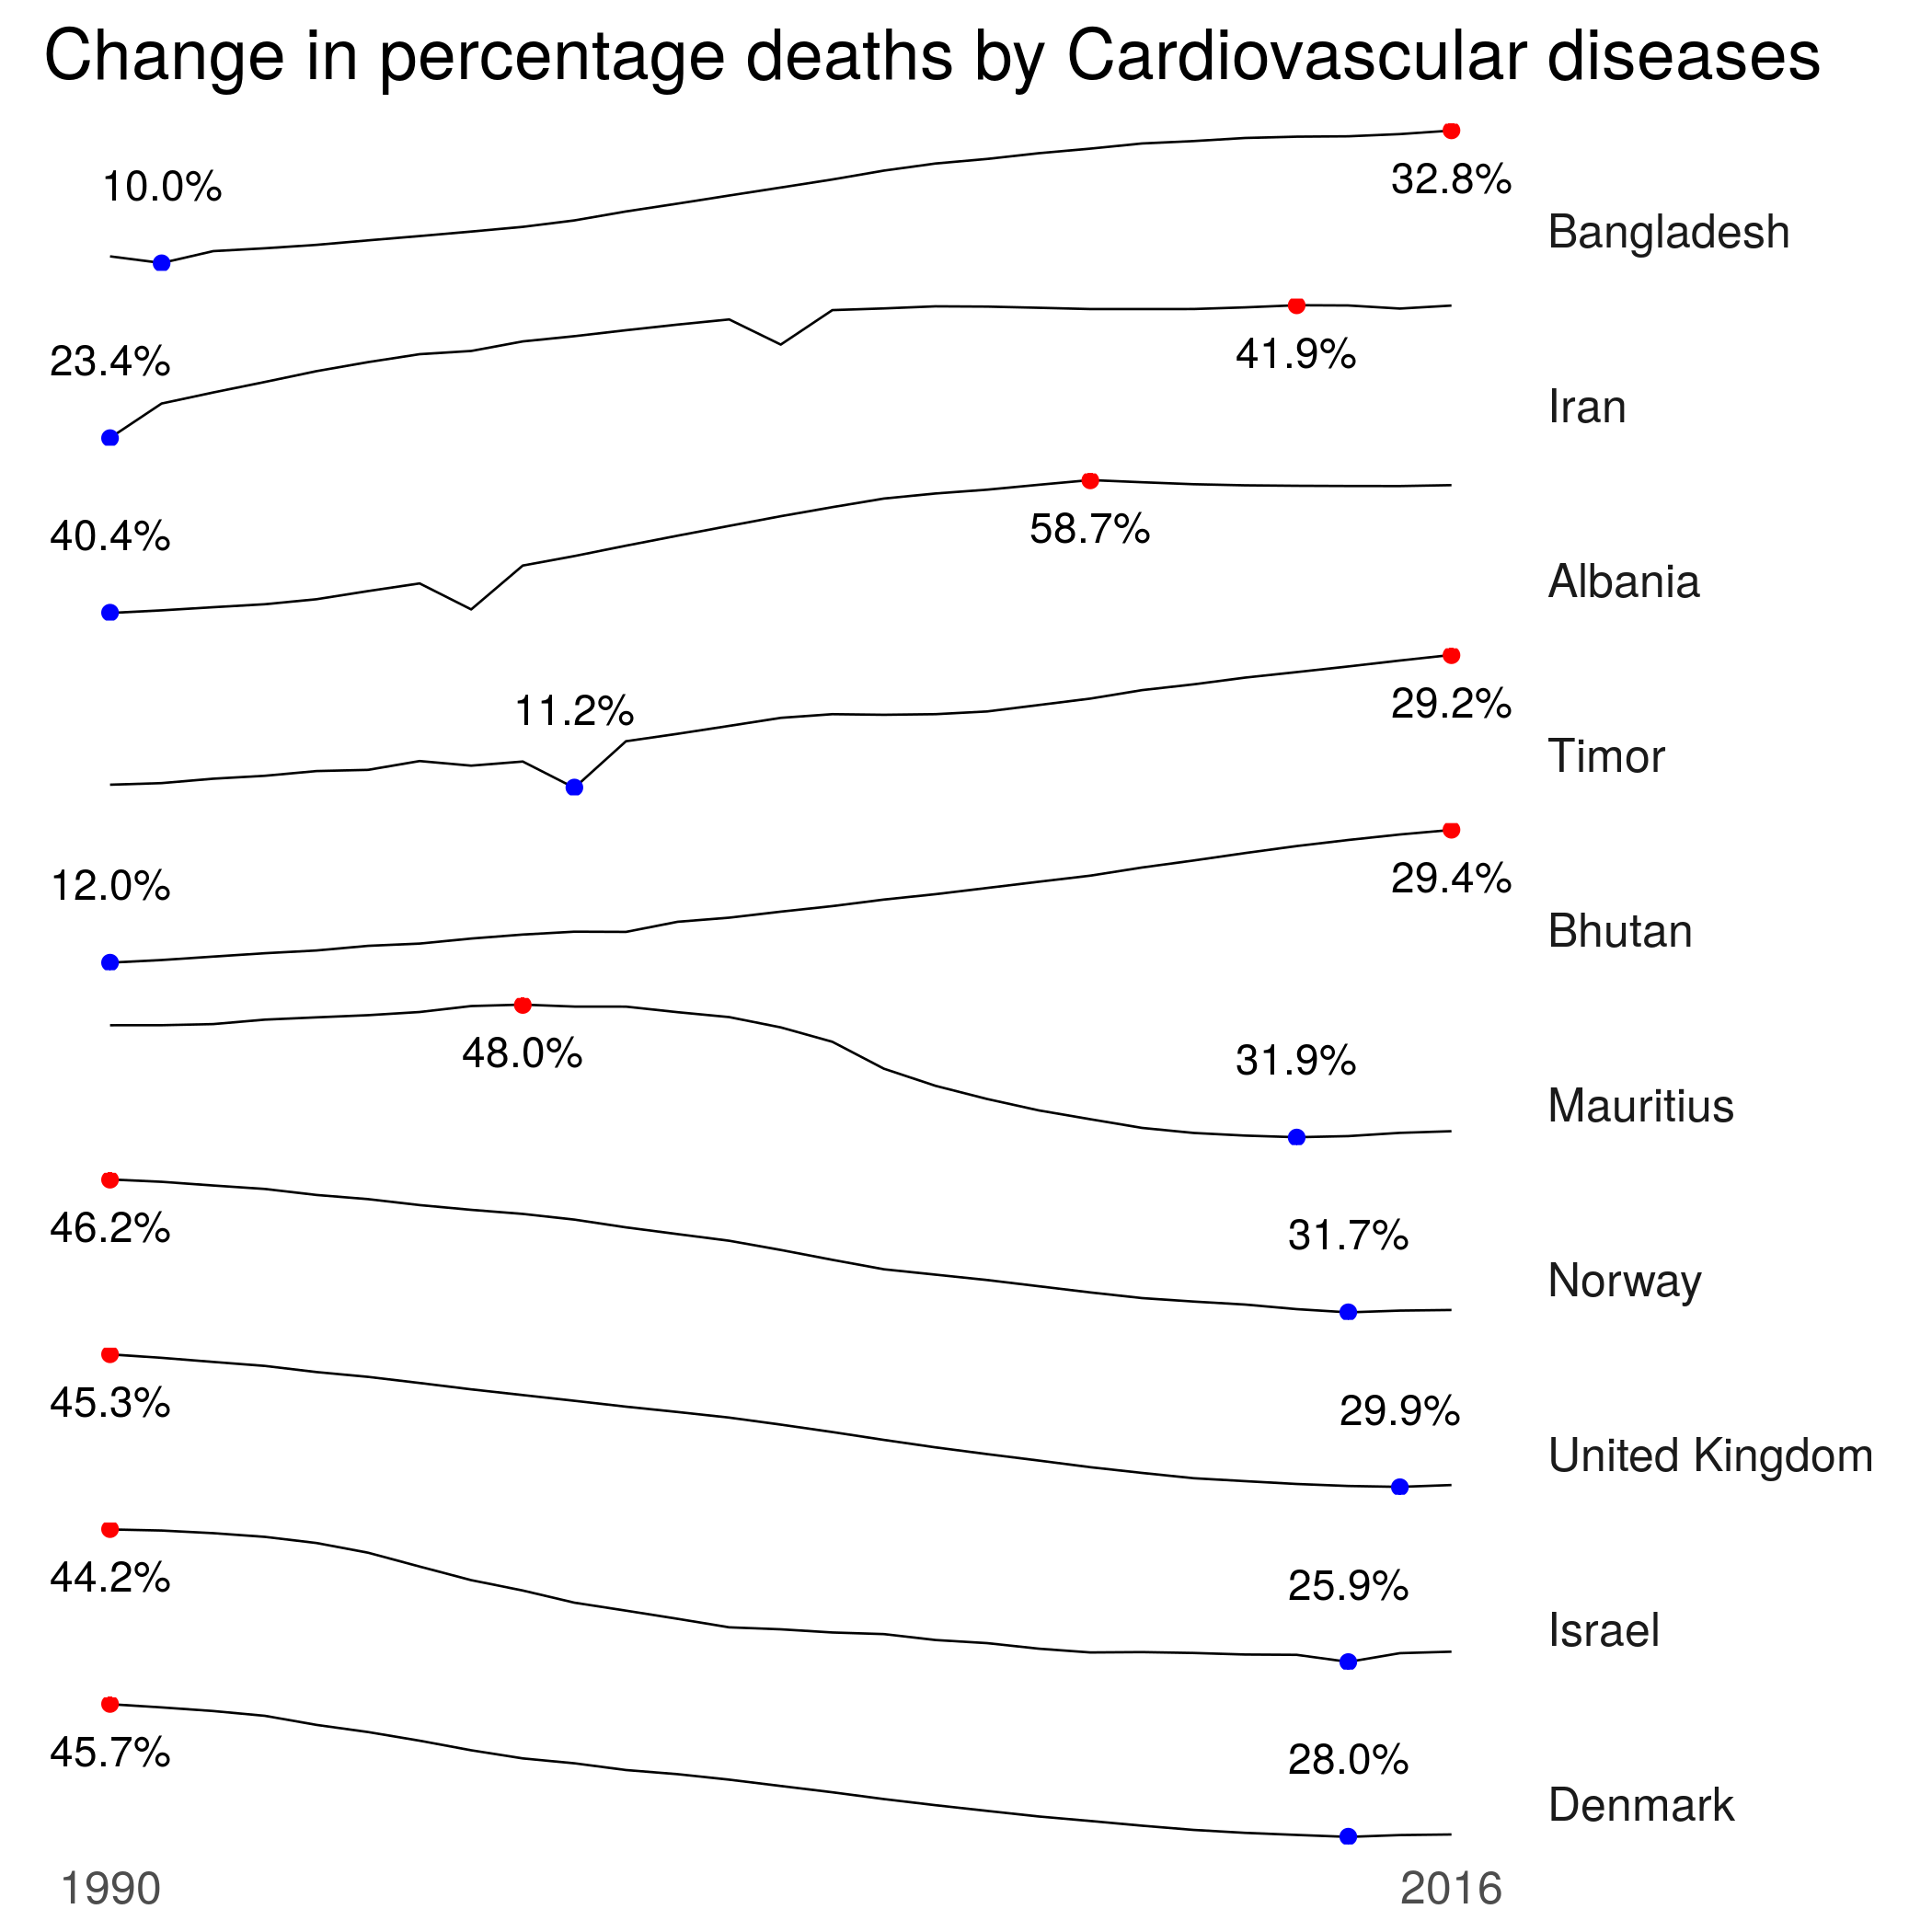 Change in percentage deaths by Cardiovascular diseases
10.0%
32.8%
Bangladesh
23.4%
41.9%
Iran
40.4%
58.7%
Albania
11.2%
29.2%
Timor
12.0%
29.4%
Bhutan
48.0%
31.9%
Mauritius
46.2%
31.7%
Norway
45.3%
29.9%
United Kingdom
44.2%
25.9%
Israel
45.7%
28.0%
Denmark
1990
2016